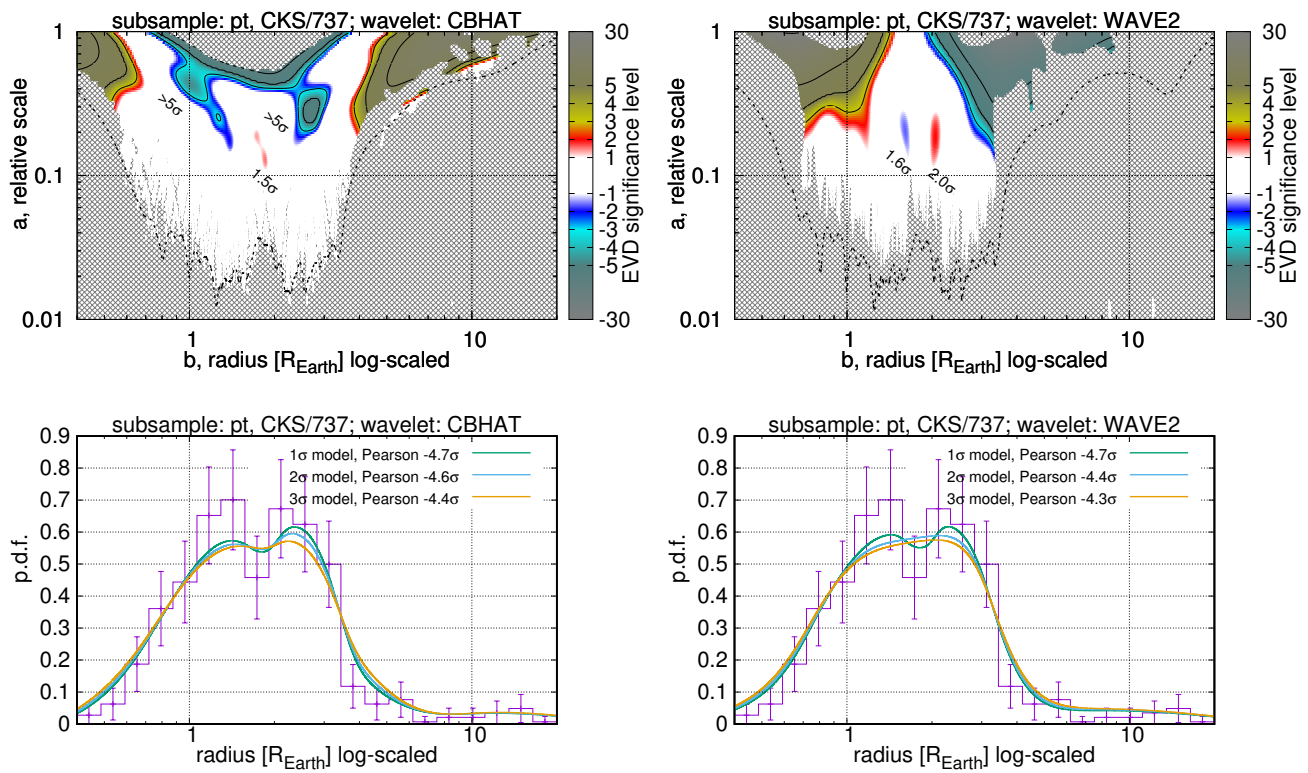 subsample: pt, CKS/737; wavelet: CBHAT
1
0.1
0.01
a, relative scale
>5σ
>5σ
1.5σ
1
10
b, radius [R_Earth] log-scaled
30
5
4
3
2
1
-1
-2
-3
-4
-5
-30
EVD significance level
subsample: pt, CKS/737; wavelet: WAVE2
1
0.1
0.01
a, relative scale
1.6σ
2.0σ
1
10
b, radius [R_Earth] log-scaled
30
5
4
3
2
1
-1
-2
-3
-4
-5
-30
EVD significance level
subsample: pt, CKS/737; wavelet: CBHAT
0.9
0.8
0.7
0.6
0.5
0.4
0.3
0.2
0.1
0
p.d.f.
1σ model, Pearson -4.7σ
2σ model, Pearson -4.6σ
3σ model, Pearson -4.4σ
1
10
radius [R_Earth] log-scaled
subsample: pt, CKS/737; wavelet: WAVE2
0.9
0.8
0.7
0.6
0.5
0.4
0.3
0.2
0.1
0
p.d.f.
1σ model, Pearson -4.7σ
2σ model, Pearson -4.4σ
3σ model, Pearson -4.3σ
1
10
radius [R_Earth] log-scaled